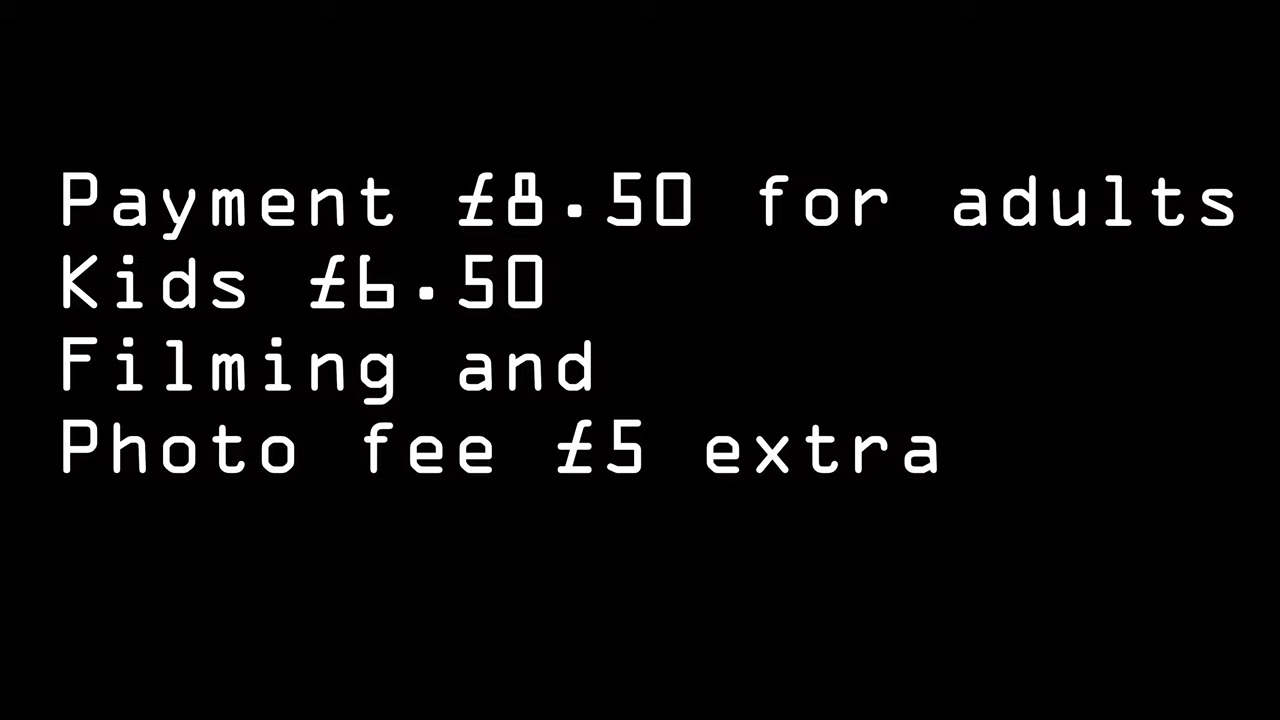 Payment £8.50 for adults
Kids £6.50
Filming and
Photo fee £5 extra